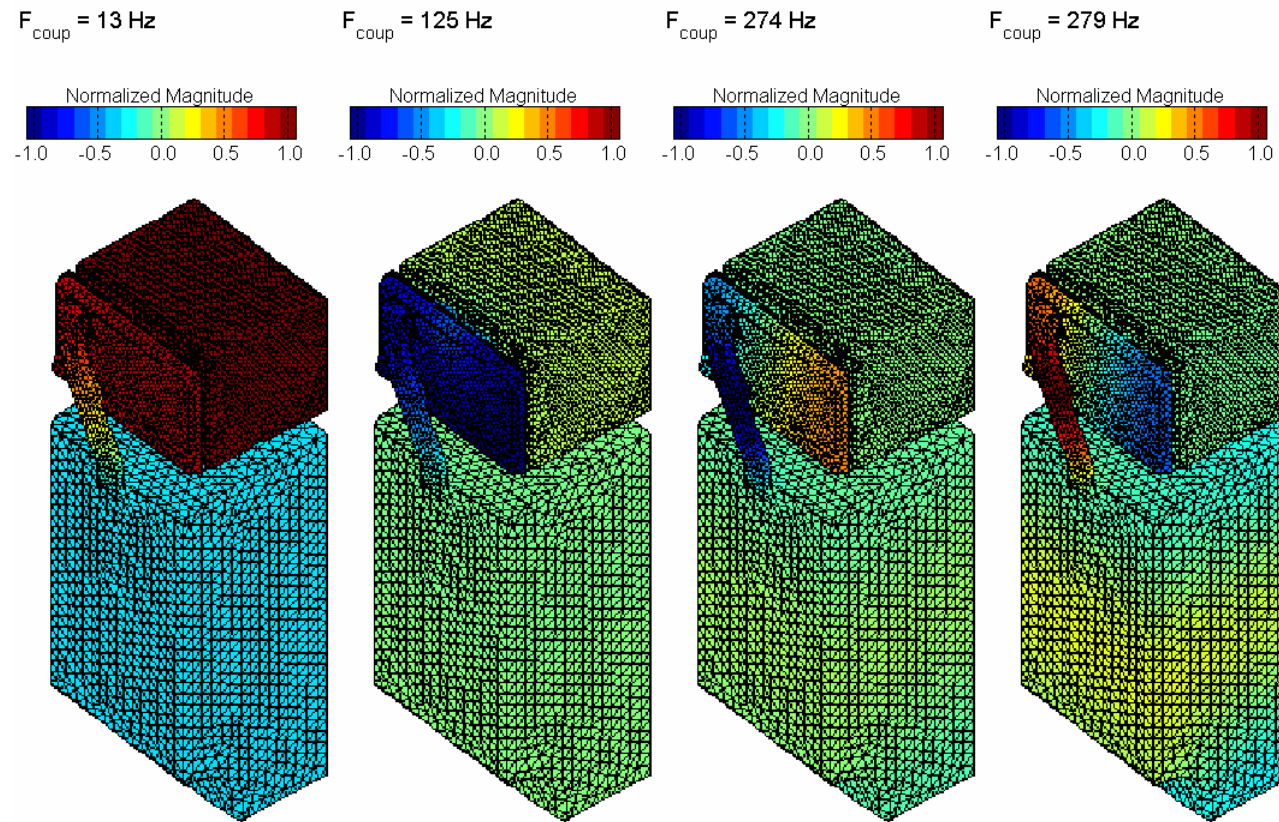 F_coup = 13 Hz
F_coup = 125 Hz
F_coup = 274 Hz
F_coup = 279 Hz
Normalized Magnitude
Normalized Magnitude
Normalized Magnitude
Normalized Magnitude
-1.0 -0.5 0.0 0.5 1.0
-1.0 -0.5 0.0 0.5 1.0
-1.0 -0.5 0.0 0.5 1.0
-1.0 -0.5 0.0 0.5 1.0